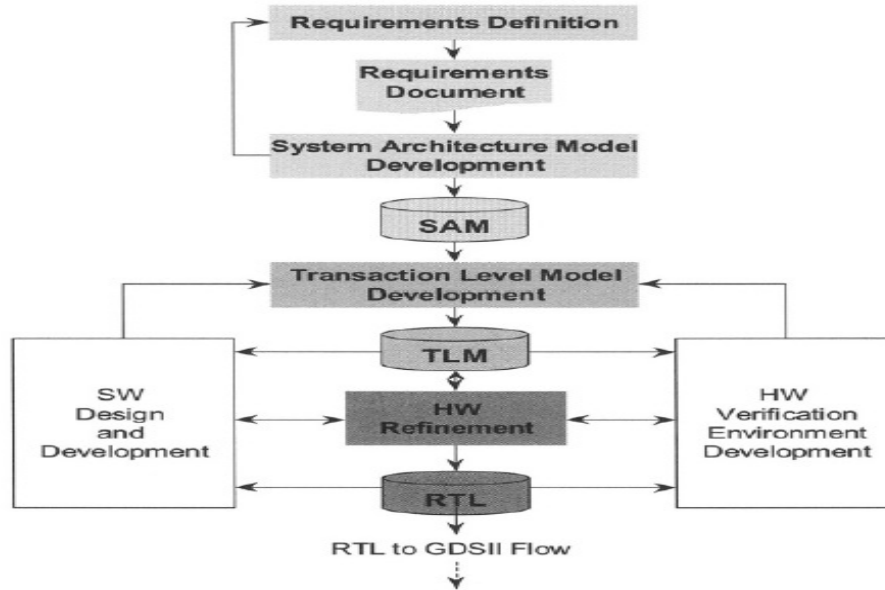 Requirements Definition
Requirements
Document
System Architecture Model
Development
SAM
Transaction Level Model
Development
TLM
SW
Design
and
Development
HW
Refinement
HW
Verification
Environment
Development
RTL
RTL to GDSII Flow